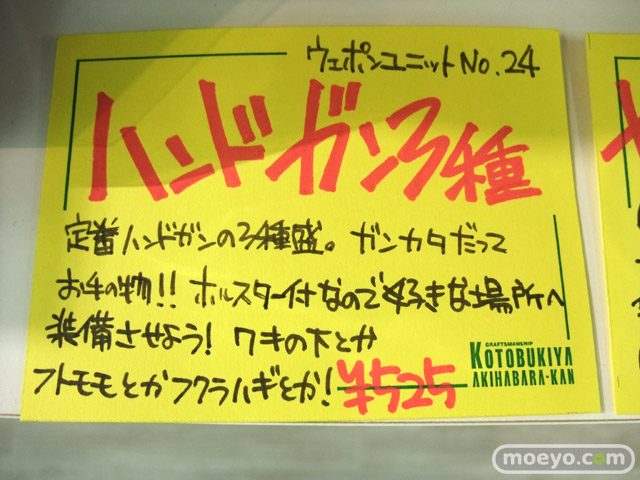 ウェポンユニットNo.24
ハンドガン3種
定番ハンドガンの3種盛。ガンカタだって
お手の物!! ホルスター付なので好きな場所へ
装備させよう! ワキの下とか
フトモモとかフクラハギとか! ¥525
CRAFTSMANSHIP
KOTOBUKIYA
AKIHABARA-KAN
moeyo.com